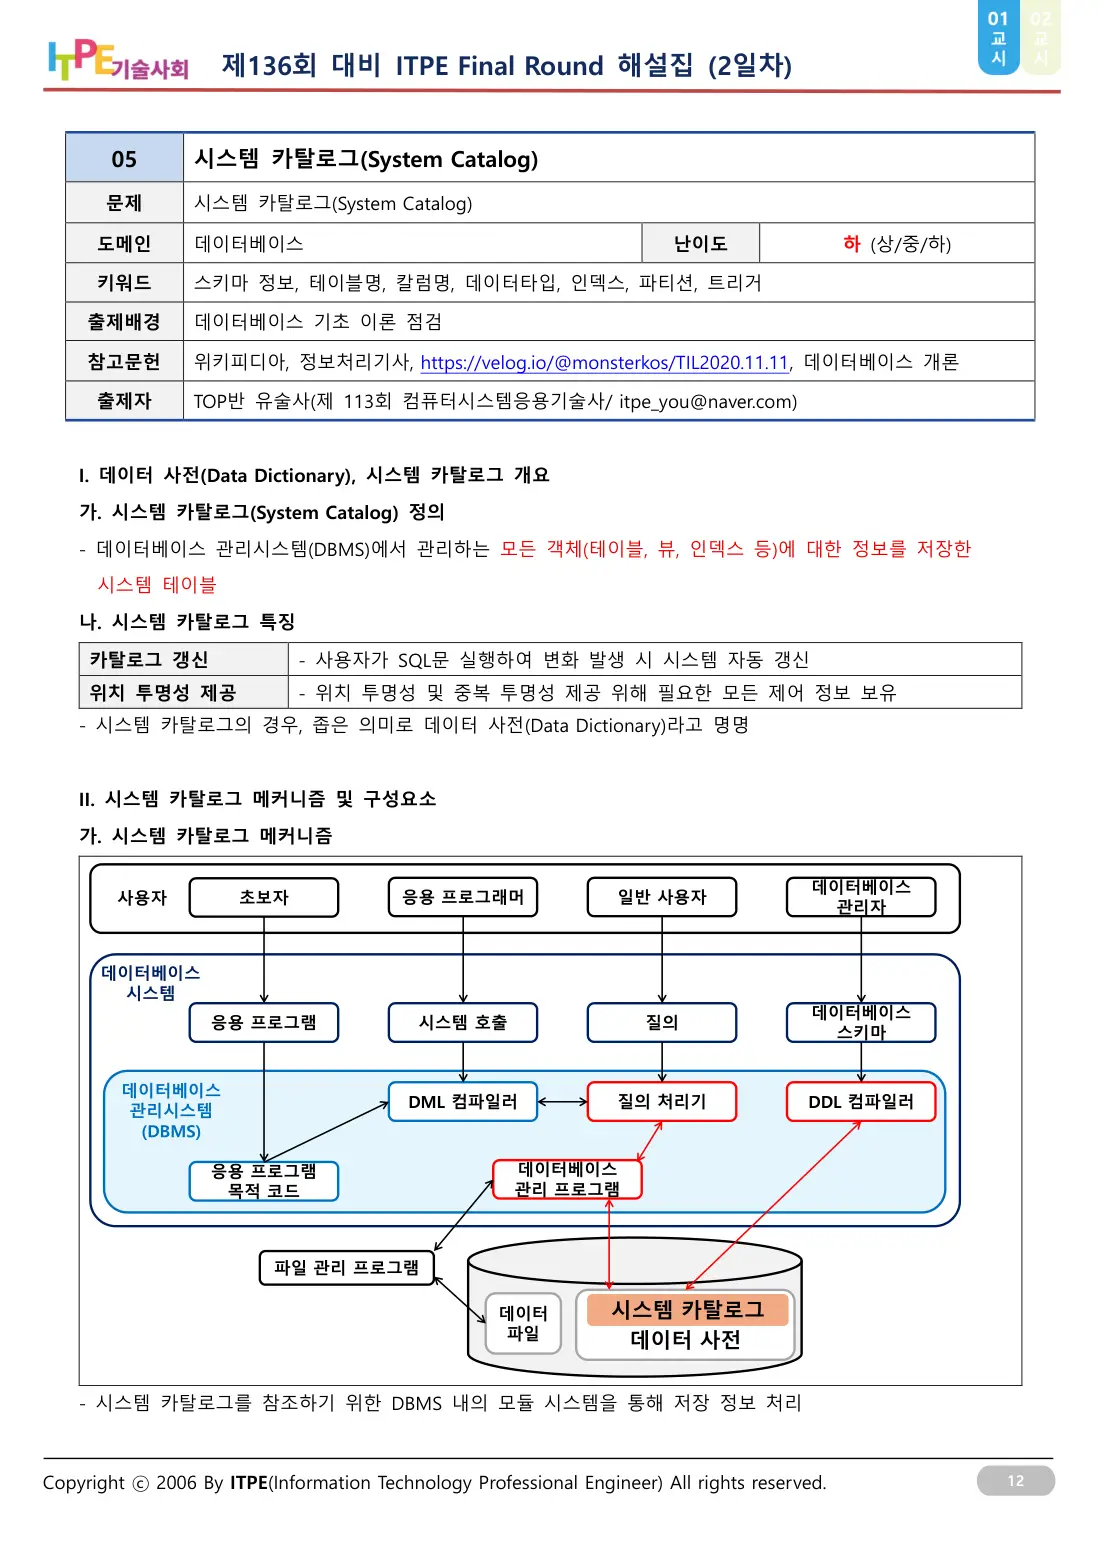 01
교
시
02
교
시
ITPE기술사회 제136회 대비 ITPE Final Round 해설집 (2일차)
05 시스템 카탈로그(System Catalog)
문제 시스템 카탈로그(System Catalog)
도메인 데이터베이스 난이도 하 (상/중/하)
키워드 스키마 정보, 테이블명, 칼럼명, 데이터타입, 인덱스, 파티션, 트리거
출제배경 데이터베이스 기초 이론 점검
참고문헌 위키피디아, 정보처리기사, https://velog.io/@monsterkos/TIL2020.11.11, 데이터베이스 개론
출제자 TOP반 유술사(제 113회 컴퓨터시스템응용기술사/ itpe_you@naver.com)
I. 데이터 사전(Data Dictionary), 시스템 카탈로그 개요
가. 시스템 카탈로그(System Catalog) 정의
- 데이터베이스 관리시스템(DBMS)에서 관리하는 모든 객체(테이블, 뷰, 인덱스 등)에 대한 정보를 저장한
시스템 테이블
나. 시스템 카탈로그 특징
카탈로그 갱신 - 사용자가 SQL문 실행하여 변화 발생 시 시스템 자동 갱신
위치 투명성 제공 - 위치 투명성 및 중복 투명성 제공 위해 필요한 모든 제어 정보 보유
- 시스템 카탈로그의 경우, 좁은 의미로 데이터 사전(Data Dictionary)라고 명명
II. 시스템 카탈로그 메커니즘 및 구성요소
가. 시스템 카탈로그 메커니즘
사용자 초보자 응용 프로그래머 일반 사용자 데이터베이스
관리자
데이터베이스
시스템
응용 프로그램 시스템 호출 질의 데이터베이스
스키마
데이터베이스
관리시스템
(DBMS)
DML 컴파일러 질의 처리기 DDL 컴파일러
응용 프로그램
목적 코드
데이터베이스
관리 프로그램
파일 관리 프로그램
데이터
파일
시스템 카탈로그
데이터 사전
- 시스템 카탈로그를 참조하기 위한 DBMS 내의 모듈 시스템을 통해 저장 정보 처리
Copyright ⓒ 2006 By ITPE(Information Technology Professional Engineer) All rights reserved.
12